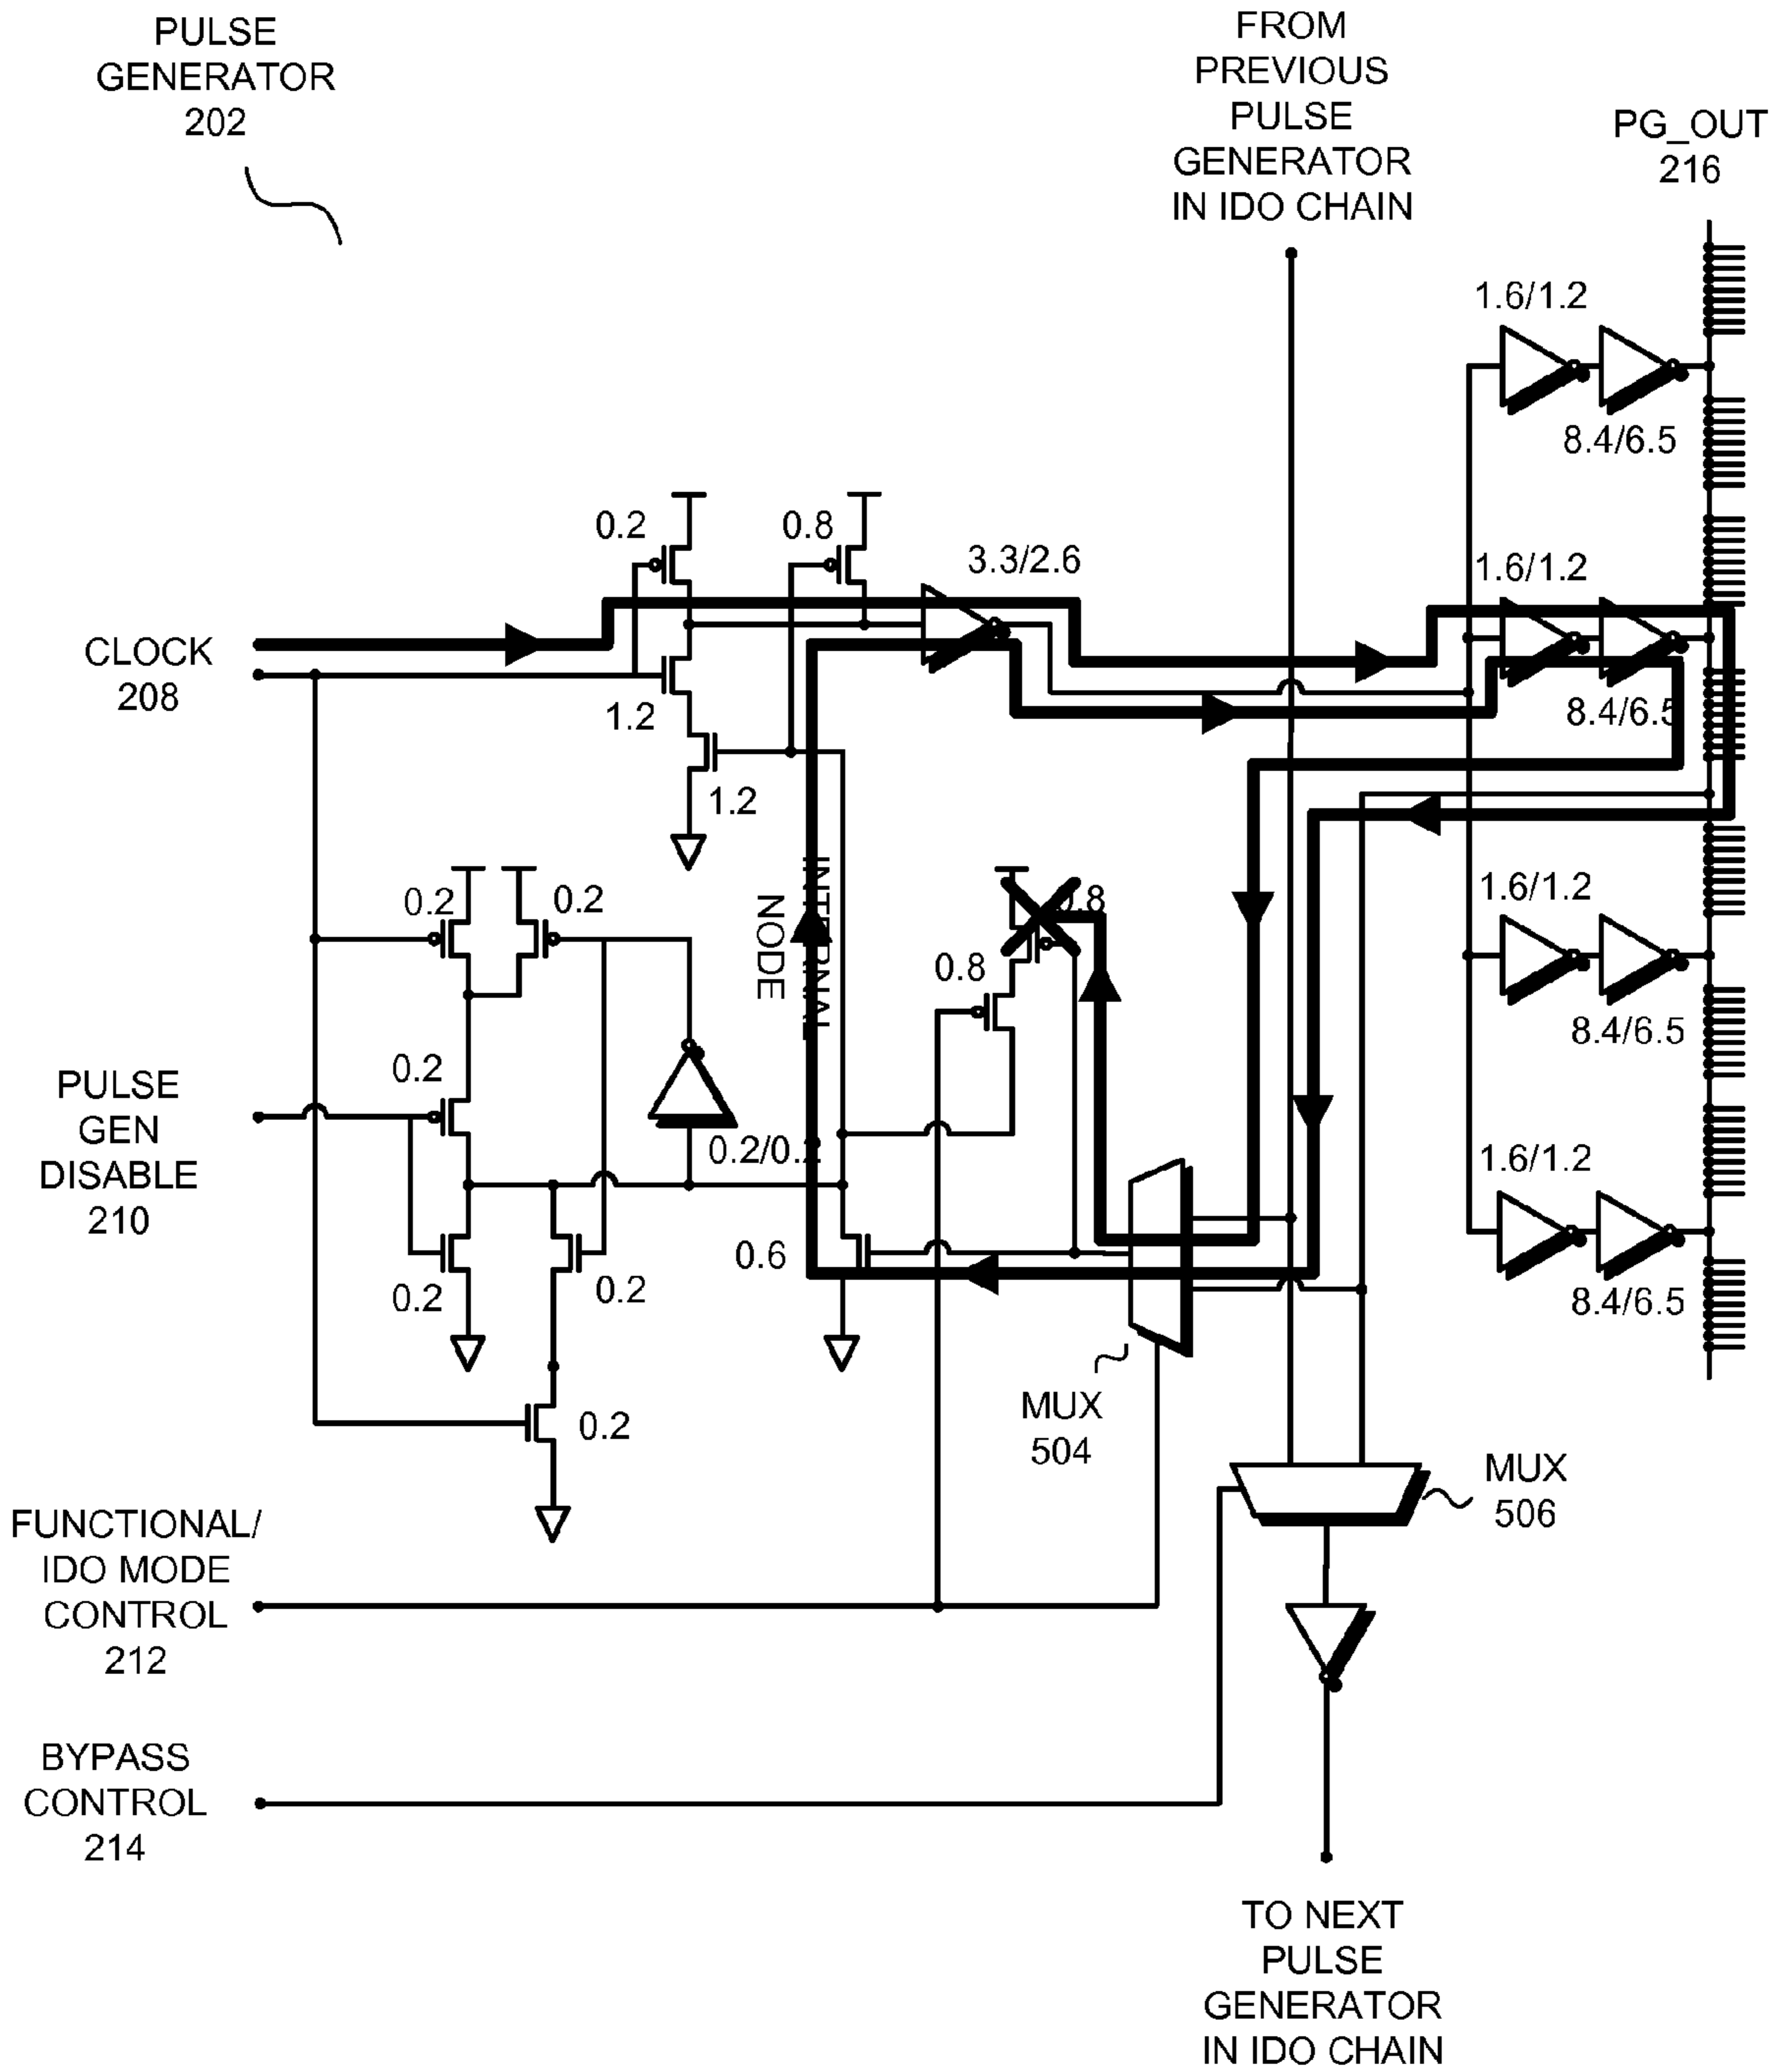 PULSE
GENERATOR
202
FROM
PREVIOUS
PULSE
GENERATOR
IN IDO CHAIN
PG_OUT
216
1.6/1.2
8.4/6.5
0.2
0.8
3.3/2.6
1.6/1.2
CLOCK
208
1.2
8.4/6.5
1.2
INTERNAL
NODE
0.2
0.2
0.8
0.8
1.6/1.2
8.4/6.5
PULSE
GEN
DISABLE
210
0.2
0.2/0.2
1.6/1.2
0.6
0.2
0.2
8.4/6.5
0.2
MUX
504
MUX
506
FUNCTIONAL/
IDO MODE
CONTROL
212
BYPASS
CONTROL
214
TO NEXT
PULSE
GENERATOR
IN IDO CHAIN